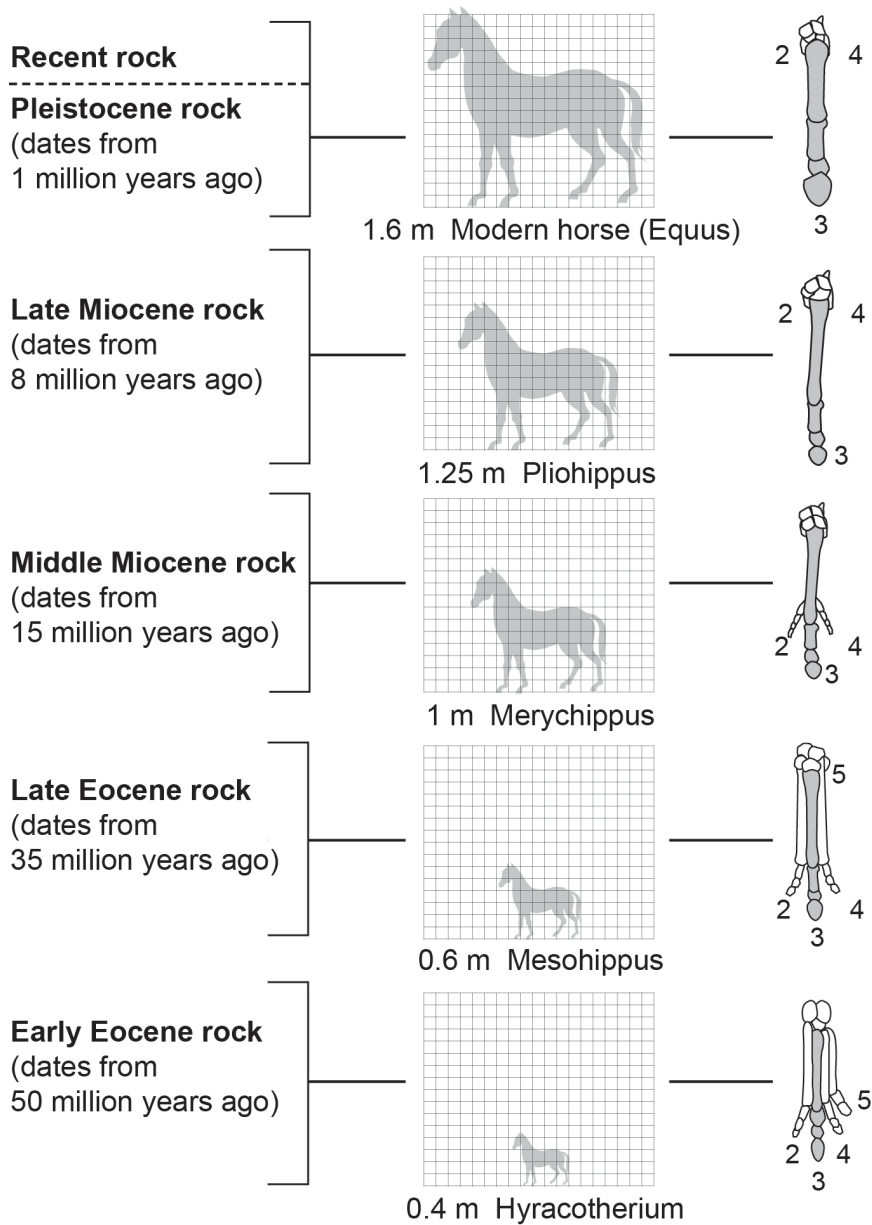 Recent rock
Pleistocene rock
(dates from
1 million years ago)
2 4
3
1.6 m Modern horse (Equus)
Late Miocene rock
(dates from
8 million years ago)
2 4
3
1.25 m Pliohippus
Middle Miocene rock
(dates from
15 million years ago)
2 4
3
1 m Merychippus
Late Eocene rock
(dates from
35 million years ago)
5
2 4
3
0.6 m Mesohippus
Early Eocene rock
(dates from
50 million years ago)
5
2 4
3
0.4 m Hyracotherium